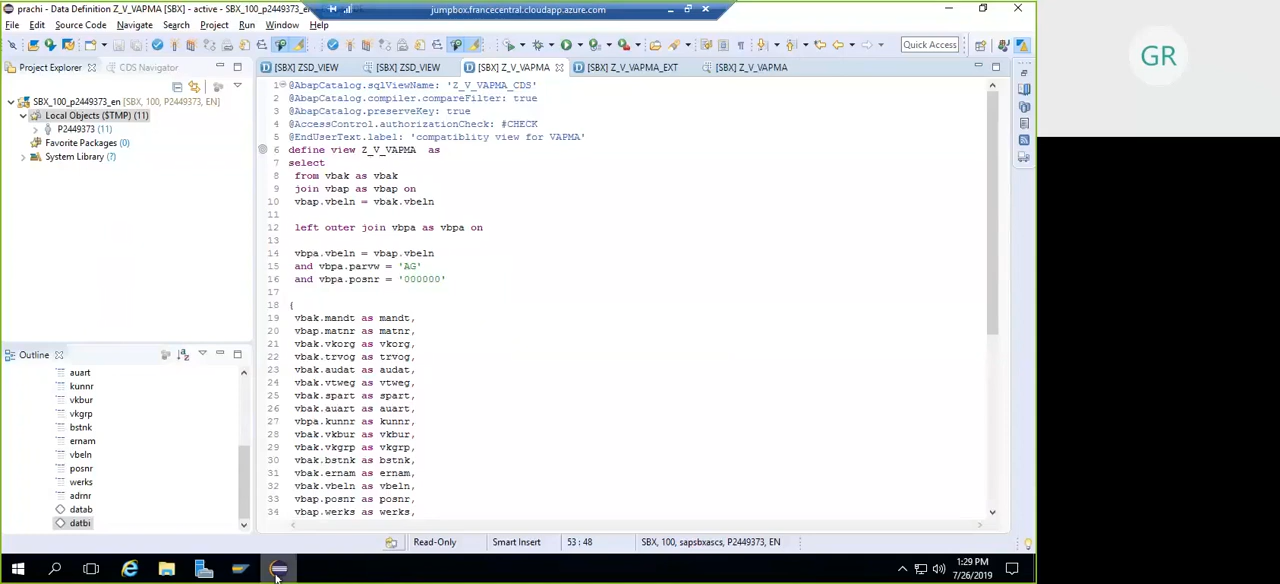 prachi - Data Definition Z_V_VAPMA [SBX] - active - SBX_100_p2449373_en
jumpbox.francecentral.cloudapp.azure.com
File Edit Source Code Navigate Search Project Run Window Help
Quick Access
Project Explorer CDS Navigator
[SBX] ZSD_VIEW [SBX] ZSD_VIEW [SBX] Z_V_VAPMA [SBX] Z_V_VAPMA_EXT [SBX] Z_V_VAPMA
SBX_100_p2449373_en [SBX, 100, P2449373, EN]
Local Objects ($TMP) (11)
P2449373 (11)
Favorite Packages (0)
System Library (?)
1 @AbapCatalog.sqlViewName: 'Z_V_VAPMA_CDS'
2 @AbapCatalog.compiler.compareFilter: true
3 @AbapCatalog.preserveKey: true
4 @AccessControl.authorizationCheck: #CHECK
5 @EndUserText.label: 'compatiblity view for VAPMA'
6 define view Z_V_VAPMA as
7 select
8 from vbak as vbak
9 join vbap as vbap on
10 vbap.vbeln = vbak.vbeln
11
12 left outer join vbpa as vbpa on
13
14 vbpa.vbeln = vbap.vbeln
15 and vbpa.parvw = 'AG'
16 and vbpa.posnr = '000000'
17
18 {
19 vbak.mandt as mandt,
20 vbap.matnr as matnr,
21 vbak.vkorg as vkorg,
22 vbak.trvog as trvog,
23 vbak.audat as audat,
24 vbak.vtweg as vtweg,
25 vbak.spart as spart,
26 vbak.auart as auart,
27 vbpa.kunnr as kunnr,
28 vbak.vkbur as vkbur,
29 vbak.vkgrp as vkgrp,
30 vbak.bstnk as bstnk,
31 vbak.ernam as ernam,
32 vbak.vbeln as vbeln,
33 vbap.posnr as posnr,
34 vbap.werks as werks,
Outline
auart
kunnr
vkbur
vkgrp
bstnk
ernam
vbeln
posnr
werks
adrnr
datab
datbi
Read-Only Smart Insert 53 : 48 SBX, 100, sapsbxascs, P2449373, EN
1:29 PM
7/26/2019
GR